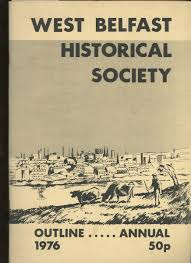 WEST BELFAST
HISTORICAL
SOCIETY
OUTLINE ..... ANNUAL
1976 50p